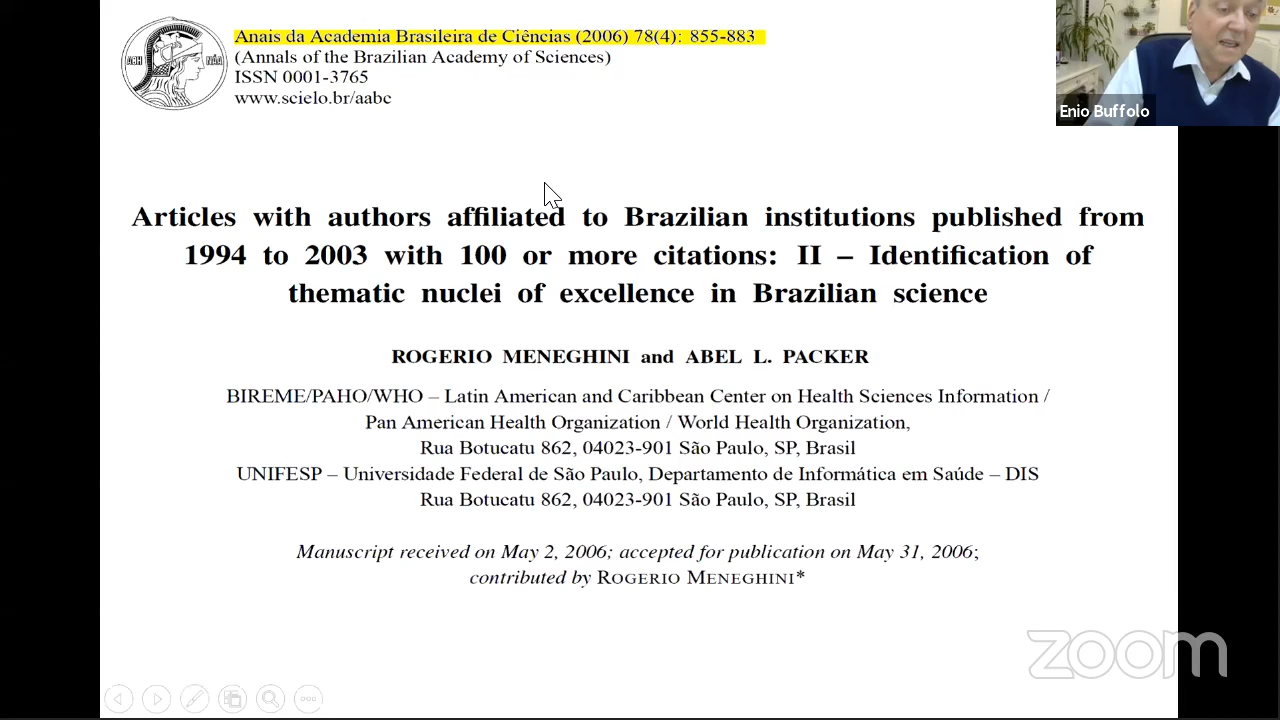 Anais da Academia Brasileira de Ciências (2006) 78(4): 855-883
(Annals of the Brazilian Academy of Sciences)
ISSN 0001-3765
www.scielo.br/aabc
Enio Buffolo
Articles with authors affiliated to Brazilian institutions published from
1994 to 2003 with 100 or more citations: II – Identification of
thematic nuclei of excellence in Brazilian science
ROGERIO MENEGHINI and ABEL L. PACKER
BIREME/PAHO/WHO – Latin American and Caribbean Center on Health Sciences Information /
Pan American Health Organization / World Health Organization,
Rua Botucatu 862, 04023-901 São Paulo, SP, Brasil
UNIFESP – Universidade Federal de São Paulo, Departamento de Informática em Saúde – DIS
Rua Botucatu 862, 04023-901 São Paulo, SP, Brasil
Manuscript received on May 2, 2006; accepted for publication on May 31, 2006;
contributed by ROGERIO MENEGHINI*
zoom